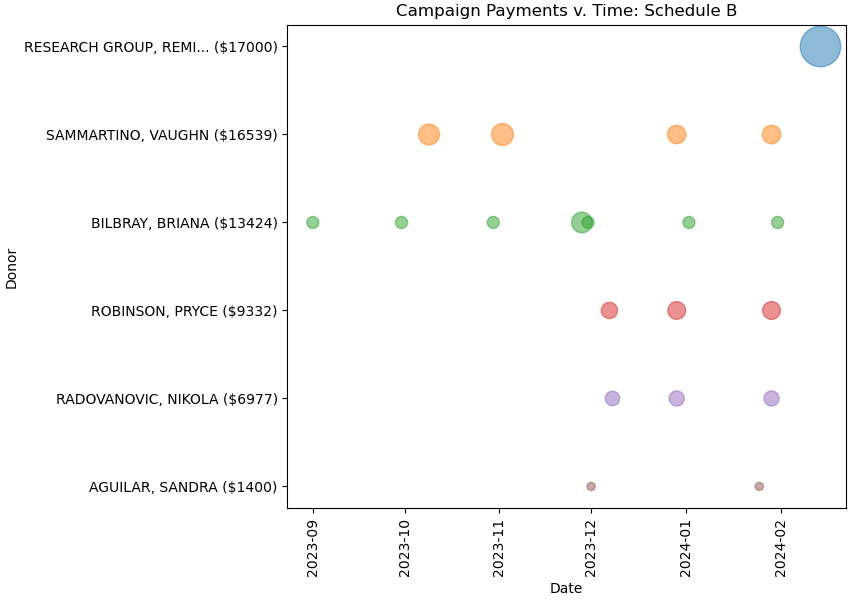 Campaign Payments v. Time: Schedule B
RESEARCH GROUP, REMI... ($17000)
SAMMARTINO, VAUGHN ($16539)
BILBRAY, BRIANA ($13424)
ROBINSON, PRYCE ($9332)
RADOVANOVIC, NIKOLA ($6977)
AGUILAR, SANDRA ($1400)
Donor
2023-09
2023-10
2023-11
2023-12
2024-01
2024-02
Date